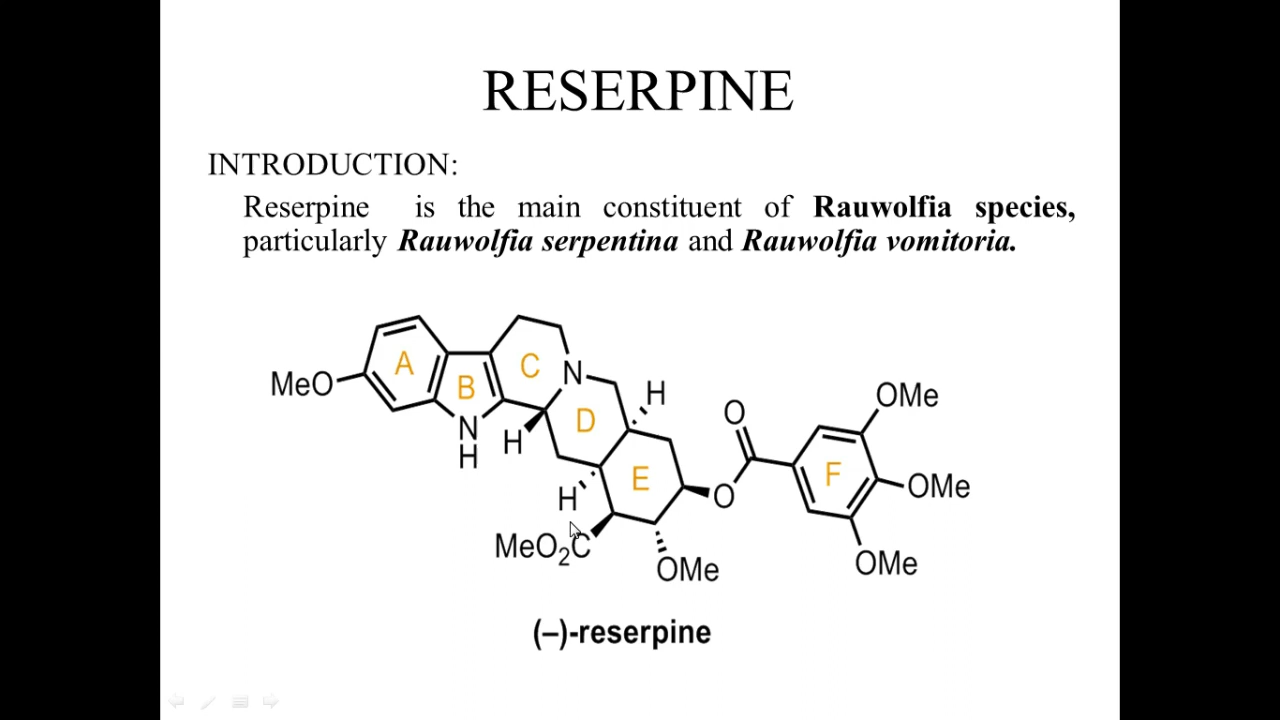 RESERPINE
INTRODUCTION:
Reserpine is the main constituent of Rauwolfia species,
particularly Rauwolfia serpentina and Rauwolfia vomitoria.
MeO
A
B
C
N
D
H
N
H
H
E
H
MeO2C
OMe
O
O
F
OMe
OMe
OMe
(–)-reserpine